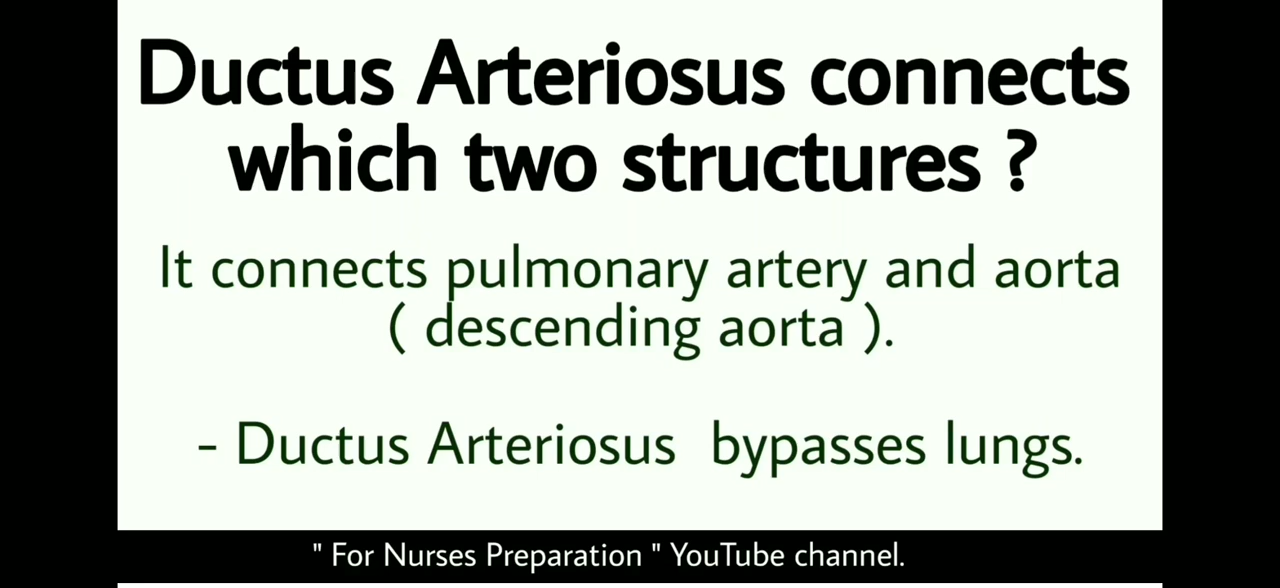 Ductus Arteriosus connects
which two structures ?
It connects pulmonary artery and aorta
( descending aorta ).
- Ductus Arteriosus  bypasses lungs.
" For Nurses Preparation " YouTube channel.